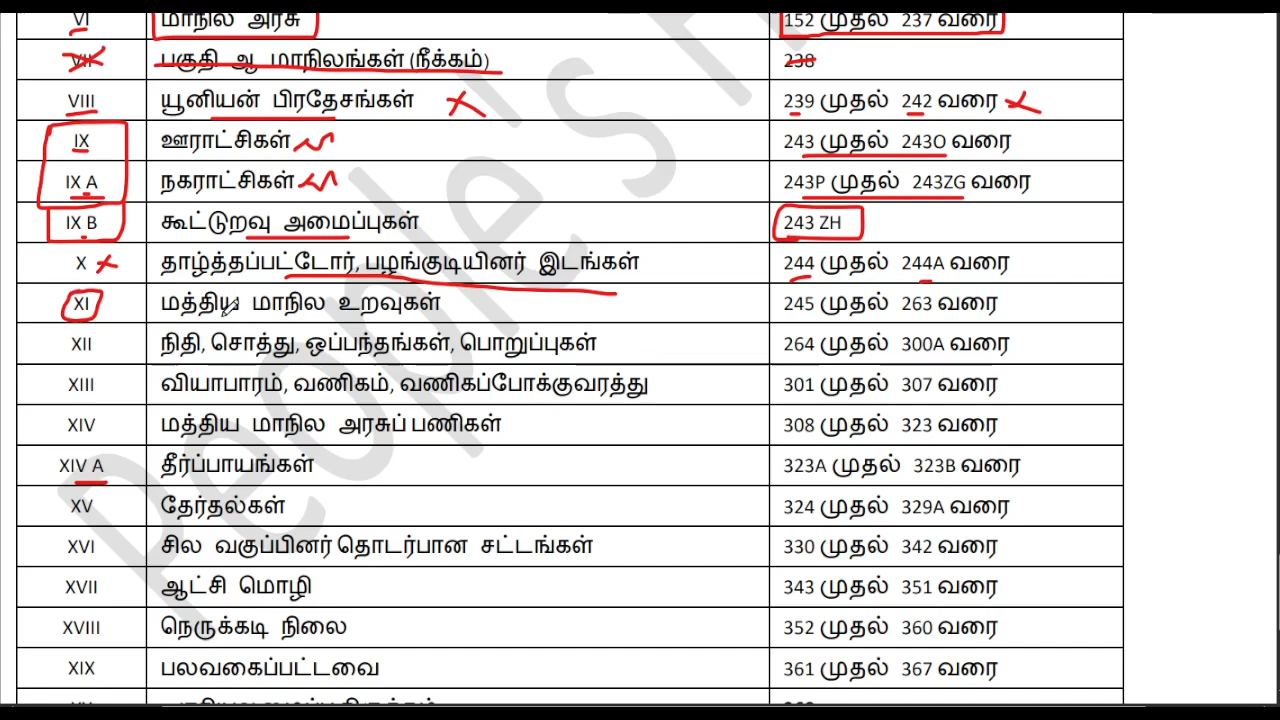 VI மாநில அரசு 152 முதல் 237 வரை
VII பகுதி ஆ மாநிலங்கள் (நீக்கம்) 238
VIII யூனியன் பிரதேசங்கள் 239 முதல் 242 வரை
IX ஊராட்சிகள் 243 முதல் 243O வரை
IX A நகராட்சிகள் 243P முதல் 243ZG வரை
IX B கூட்டுறவு அமைப்புகள் 243 ZH
X தாழ்த்தப்பட்டோர், பழங்குடியினர் இடங்கள் 244 முதல் 244A வரை
XI மத்திய மாநில உறவுகள் 245 முதல் 263 வரை
XII நிதி, சொத்து, ஒப்பந்தங்கள், பொறுப்புகள் 264 முதல் 300A வரை
XIII வியாபாரம், வணிகம், வணிகப்போக்குவரத்து 301 முதல் 307 வரை
XIV மத்திய மாநில அரசுப் பணிகள் 308 முதல் 323 வரை
XIV A தீர்ப்பாயங்கள் 323A முதல் 323B வரை
XV தேர்தல்கள் 324 முதல் 329A வரை
XVI சில வகுப்பினர் தொடர்பான சட்டங்கள் 330 முதல் 342 வரை
XVII ஆட்சி மொழி 343 முதல் 351 வரை
XVIII நெருக்கடி நிலை 352 முதல் 360 வரை
XIX பலவகைப்பட்டவை 361 முதல் 367 வரை
People's